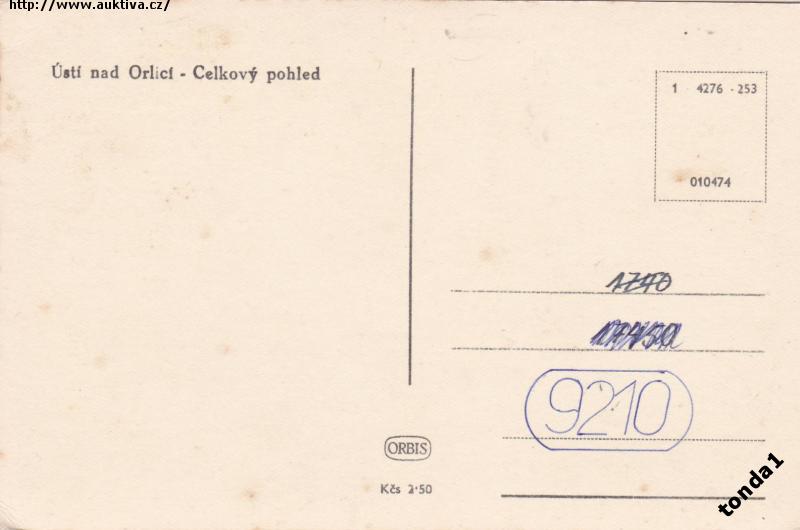 http://www.auktiva.cz/
Ústí nad Orlicí - Celkový pohled
1 4276 - 253
010474
1740
9210
ORBIS
Kčs 2·50
tonda1